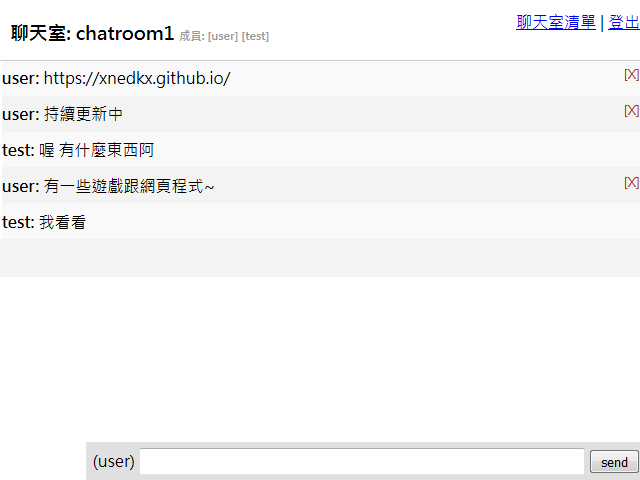 聊天室: chatroom1 成員: [user] [test]
聊天室清單 | 登出
user: https://xnedkx.github.io/ [X]
user: 持續更新中 [X]
test: 喔 有什麼東西阿
user: 有一些遊戲跟網頁程式~ [X]
test: 我看看
(user) send